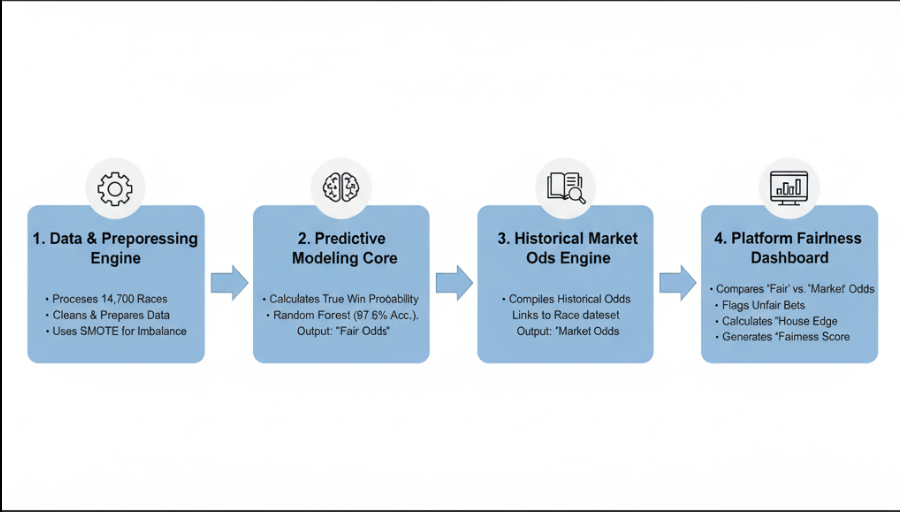 1. Data & Preporessing
Engine
• Proceses 14,700 Races
• Cleans & Prepares Data
• Uses SMOTE for Imbalance
2. Predictive
Modeling Core
• Calculates True Win Probability
• Random Forest (97.6% Acc.).
Output: "Fair Odds"
3. Historical Market
Ods Engine
• Compiles Historical Odds
Links to Race dateset
Output: "Market Odds
4. Platform Fairlness
Dashboard
• Compares "Fair' vs. 'Market' Odds
• Flags Unfair Bets
• Calculates "House Edge
• Generates "Fairness Score